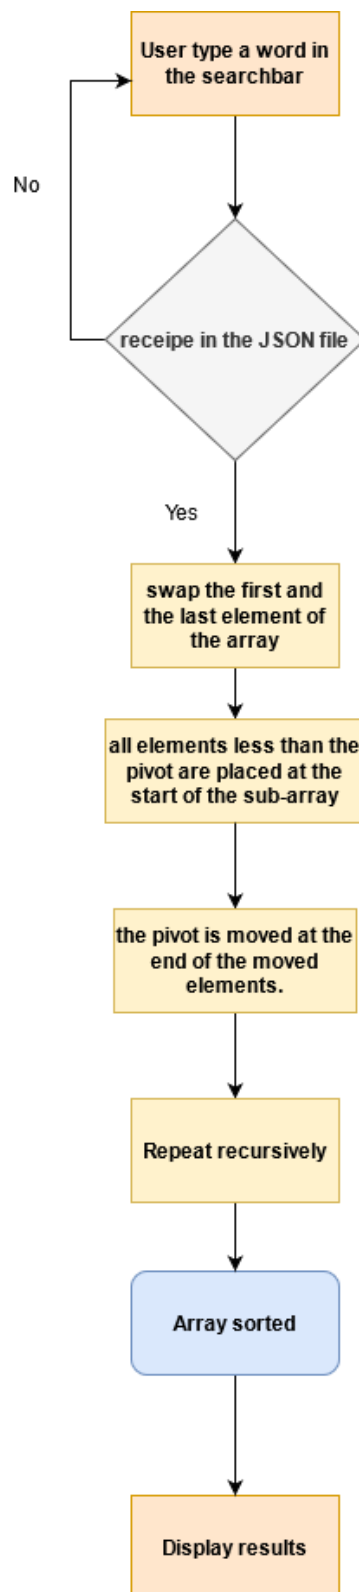 User type a word in
the searchbar
No
receipe in the JSON file
Yes
swap the first and
the last element of
the array
all elements less than the
pivot are placed at the
start of the sub-array
the pivot is moved at the
end of the moved
elements.
Repeat recursively
Array sorted
Display results